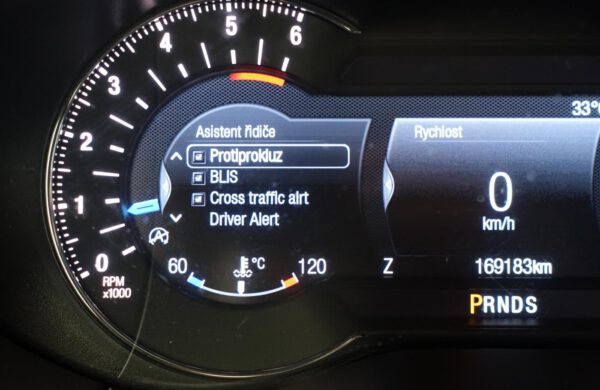 4
5
6
3
2
1
0
RPM
x1000
33°
Asistent řidiče
Protiprokluz
BLIS
Cross traffic alrt
Driver Alert
60 °C 120
Rychlost
0
km/h
Z 169183km
PRNDS